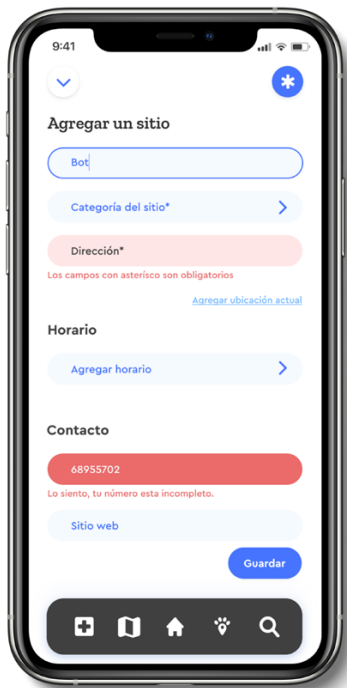 9:41
Agregar un sitio
Bot
Categoría del sitio*
Dirección*
Los campos con asterísco son obligatorios
Agregar ubicación actual
Horario
Agregar horario
Contacto
68955702
Lo siento, tu número esta incompleto.
Sitio web
Guardar